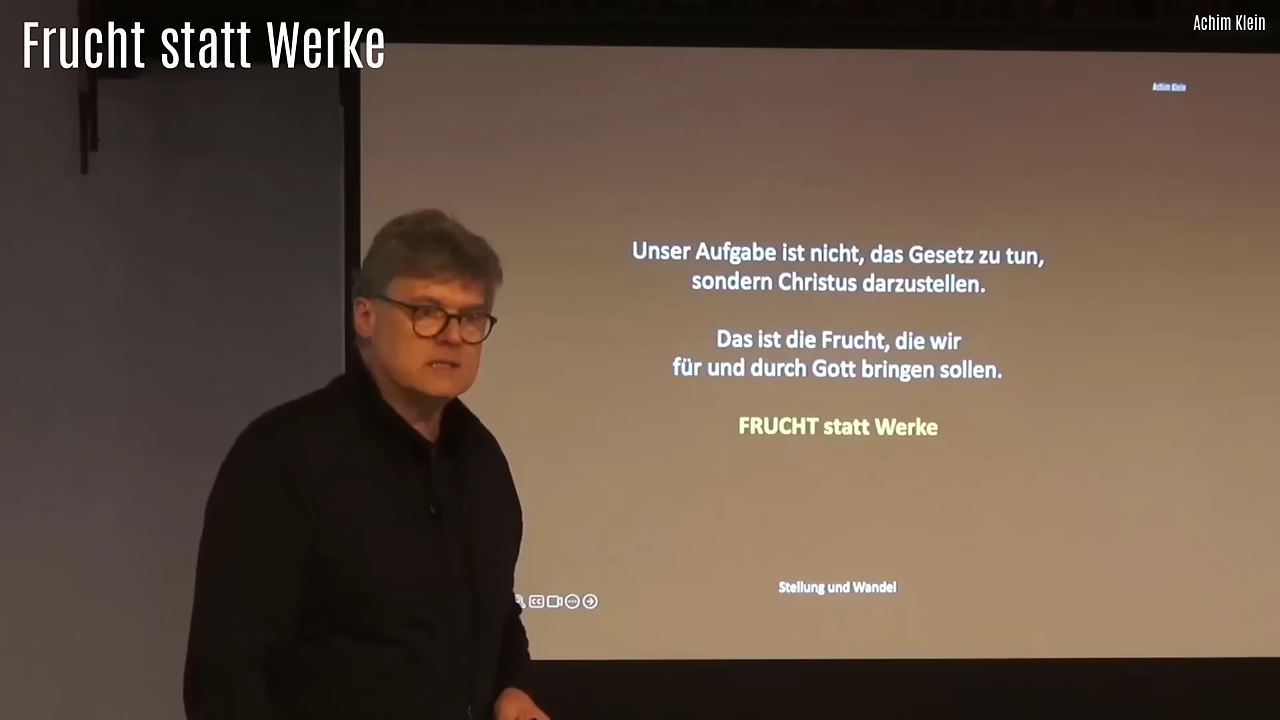 Frucht statt Werke
Achim Klein
Achim Klein
Unser Aufgabe ist nicht, das Gesetz zu tun,
sondern Christus darzustellen.
Das ist die Frucht, die wir
für und durch Gott bringen sollen.
FRUCHT statt Werke
Stellung und Wandel
CC